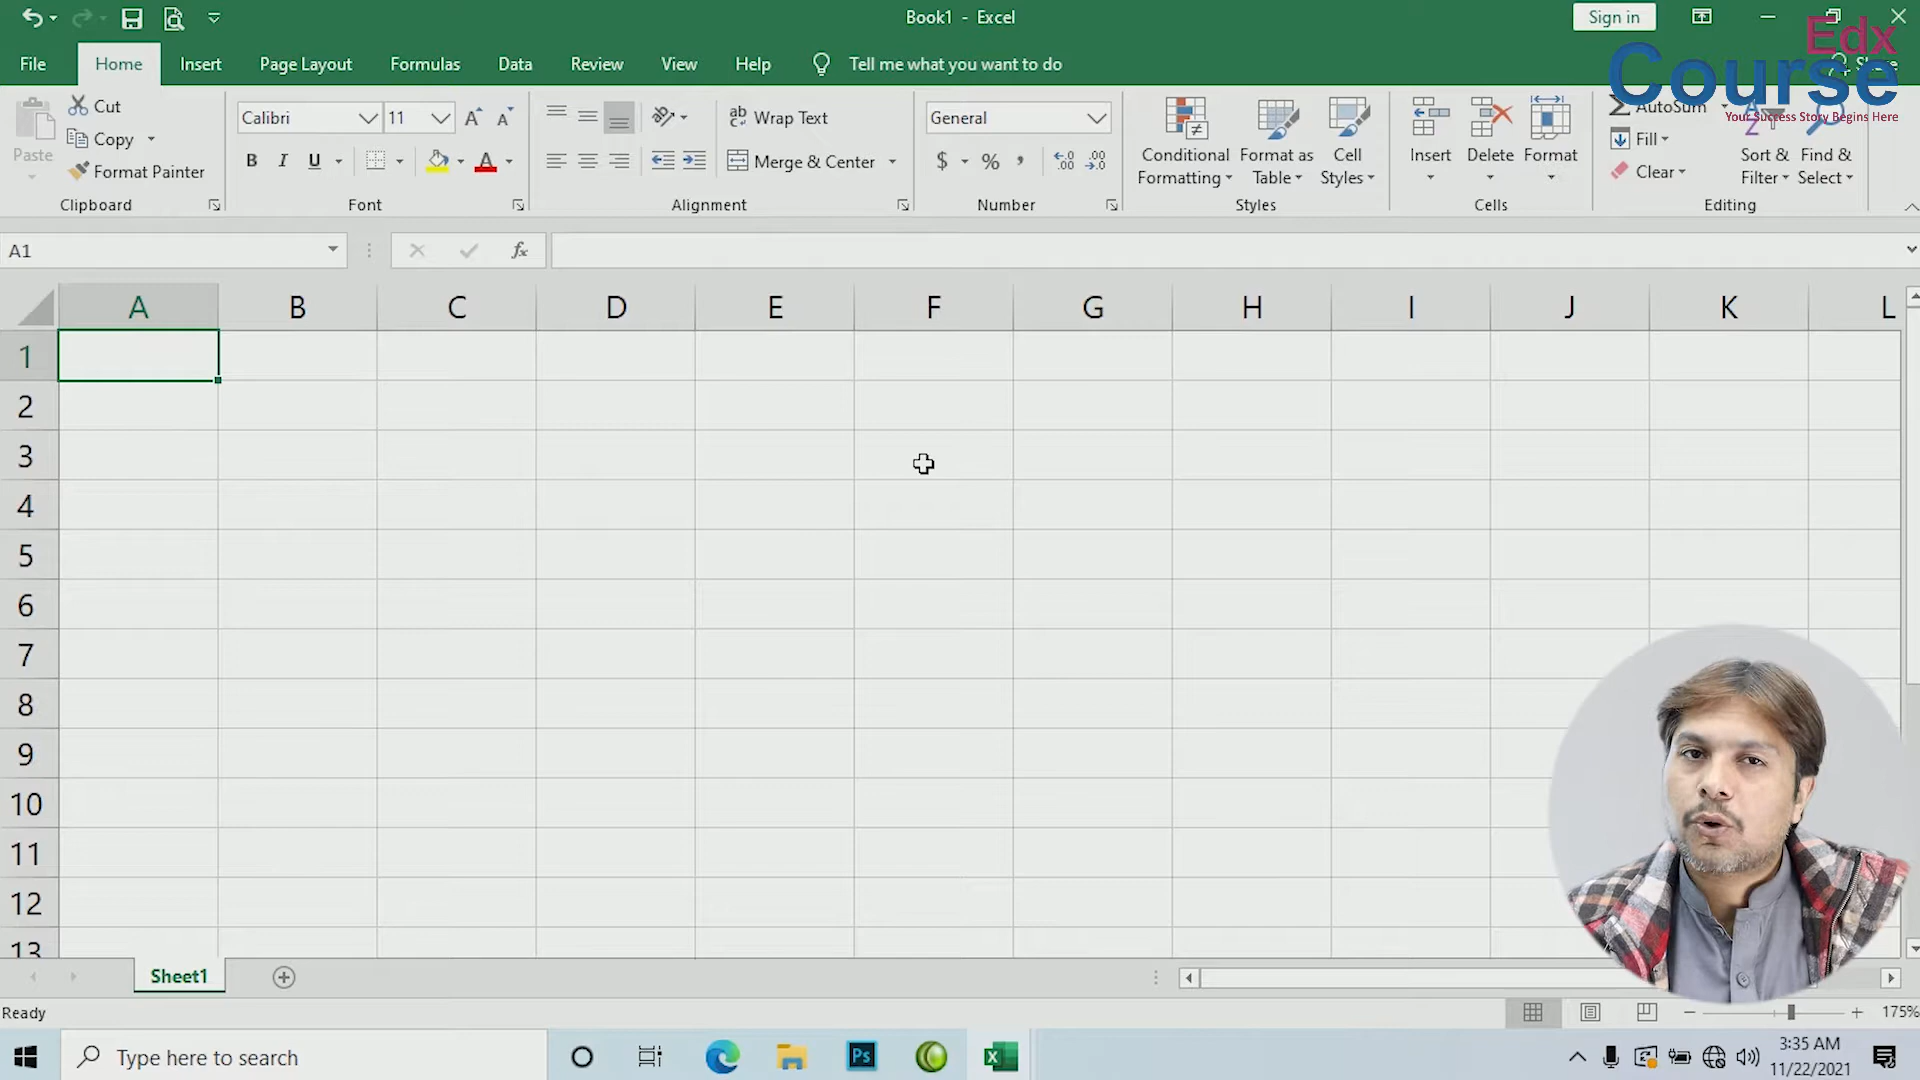 Book1 - Excel
Sign in
File
Home
Insert
Page Layout
Formulas
Data
Review
View
Help
Tell me what you want to do
Edx
Course
Your Success Story Begins Here
Paste
Cut
Copy
Format Painter
Clipboard
Calibri
11
B I U
Font
Wrap Text
Merge & Center
Alignment
General
$ % ,
Number
Conditional
Formatting
Format as
Table
Cell
Styles
Styles
Insert
Delete
Format
Cells
AutoSum
Fill
Clear
Sort &
Filter
Find &
Select
Editing
A1
fx
A B C D E F G H I J K L
1
2
3
4
5
6
7
8
9
10
11
12
13
Sheet1
Ready
175%
Type here to search
Ps
3:35 AM
11/22/2021